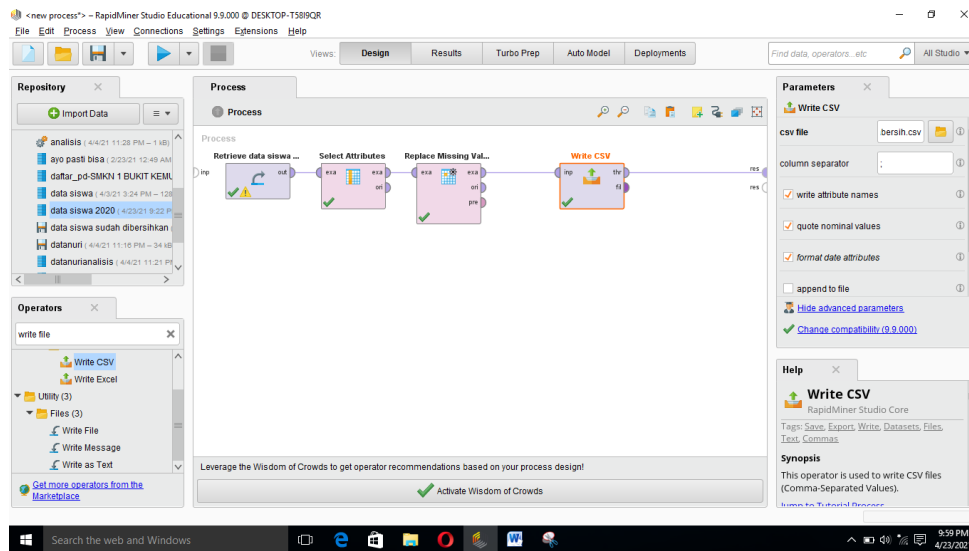 <new process*> – RapidMiner Studio Educational 9.9.000 @ DESKTOP-T58I9QR
File Edit Process View Connections Settings Extensions Help
Views: Design Results Turbo Prep Auto Model Deployments
Find data, operators...etc
All Studio
Repository
Import Data
analisis (4/4/21 11:28 PM – 1 kB)
ayo pasti bisa (2/23/21 12:49 AM
daftar_pd-SMKN 1 BUKIT KEMU
data siswa (4/3/21 3:24 PM – 128
data siswa 2020 (4/23/21 9:22 P
data siswa sudah dibersihkan
datanuri (4/4/21 11:16 PM – 34 kB
datanurianalisis (4/4/21 11:21 PM
Operators
write file
Write CSV
Write Excel
Utility (3)
Files (3)
Write File
Write Message
Write as Text
Get more operators from the
Marketplace
Process
Process
Process
Retrieve data siswa ...
Select Attributes
Replace Missing Val...
Write CSV
inp
out
exa exa
ori
exa exa
ori
pre
inp thr
fil
res
res
Leverage the Wisdom of Crowds to get operator recommendations based on your process design!
Activate Wisdom of Crowds
Parameters
Write CSV
csv file
bersih.csv
column separator
;
write attribute names
quote nominal values
format date attributes
append to file
Hide advanced parameters
Change compatibility (9.9.000)
Help
Write CSV
RapidMiner Studio Core
Tags: Save, Export, Write, Datasets, Files,
Text, Commas
Synopsis
This operator is used to write CSV files
(Comma-Separated Values).
Jump to Tutorial Process
Search the web and Windows
9:59 PM
4/23/202